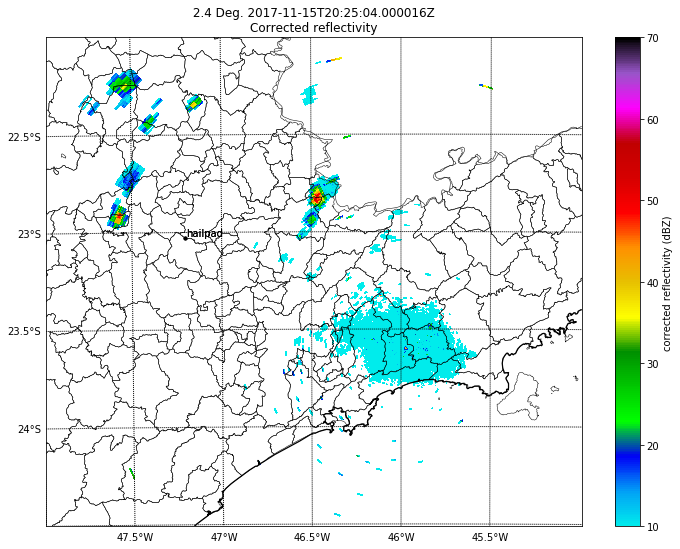 2.4 Deg. 2017-11-15T20:25:04.000016Z
Corrected reflectivity
70
60
50
40
30
20
10
corrected reflectivity (dBZ)
22.5°S
23°S
23.5°S
24°S
hailpad
47.5°W
47°W
46.5°W
46°W
45.5°W